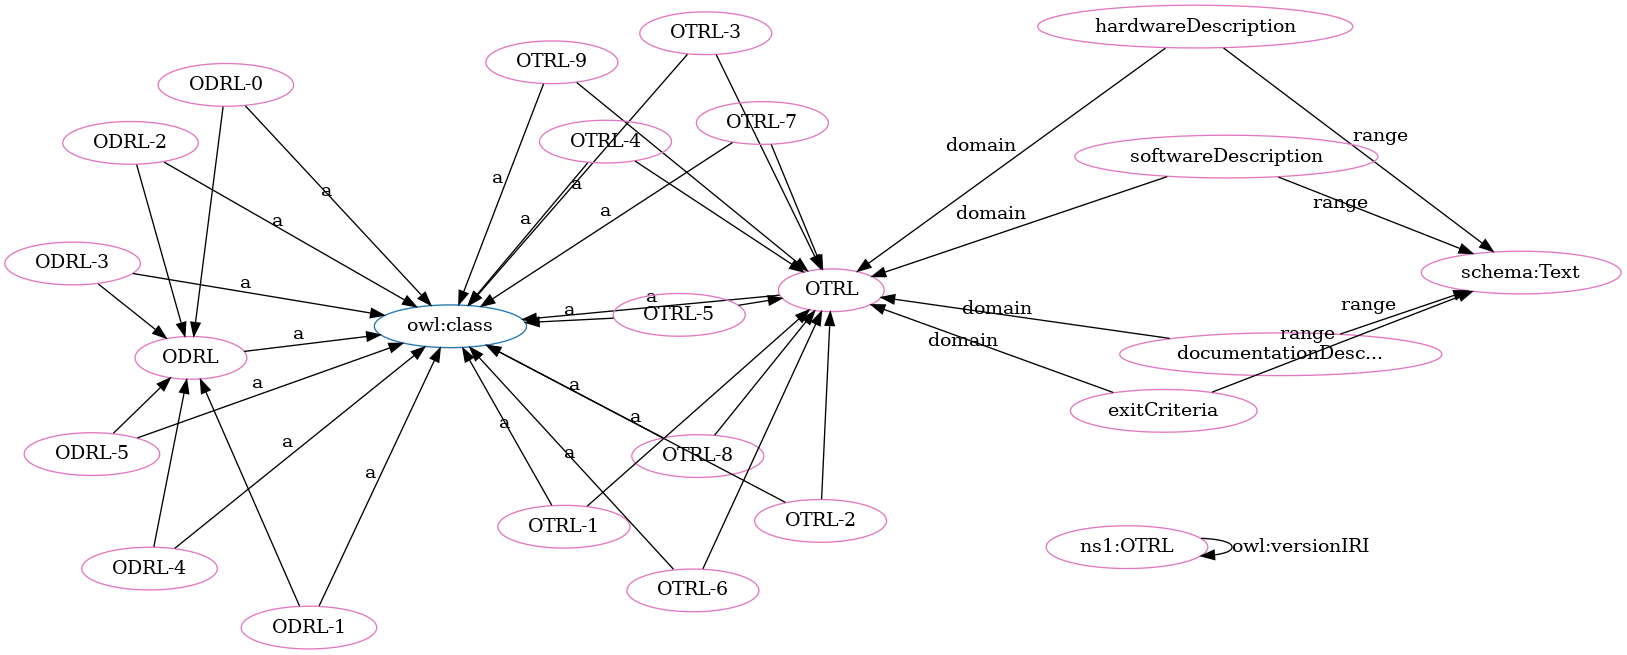 hardwareDescription
OTRL-3
OTRL-9
ODRL-0
OTRL-7
ODRL-2
OTRL-4
range
domain
softwareDescription
a
a
a
range
domain
a
a
a
a
ODRL-3
schema:Text
a
OTRL
a
a
OTRL-5
domain
range
owl:class
a
range
domain
ODRL
documentationDesc...
a
a
exitCriteria
a
a
a
ODRL-5
a
OTRL-8
a
OTRL-2
OTRL-1
ns1:OTRL
owl:versionIRI
ODRL-4
OTRL-6
ODRL-1